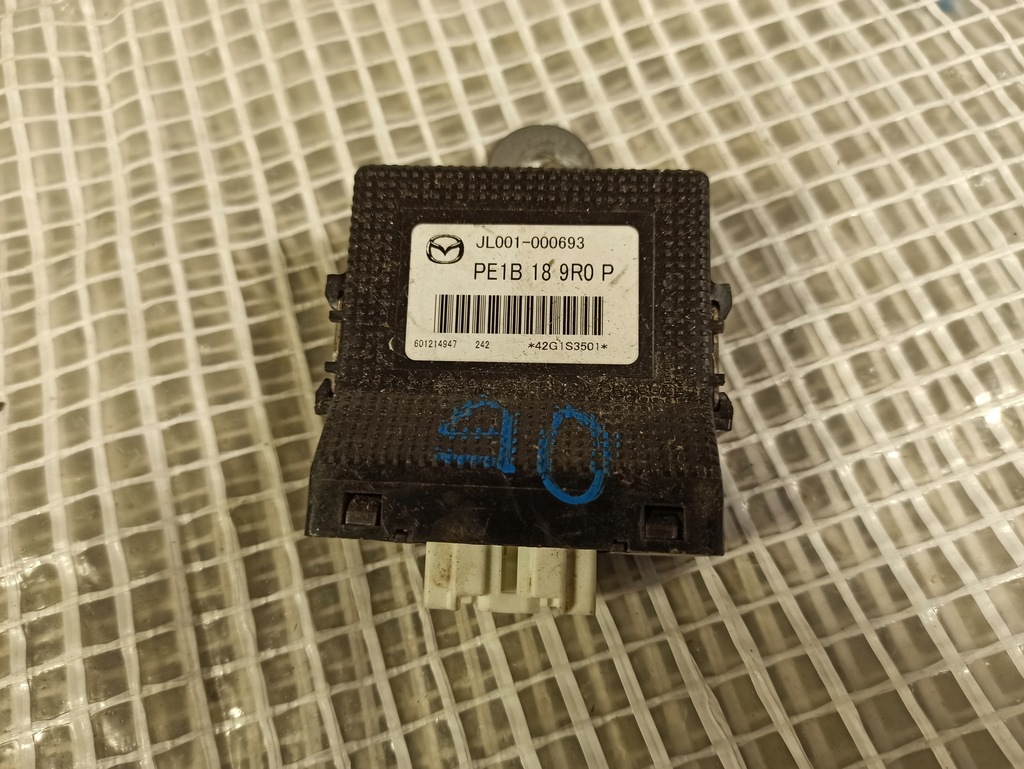 JL001-000693
PE1B 18 9R0 P
601214947 242 *42G1S3501*
90